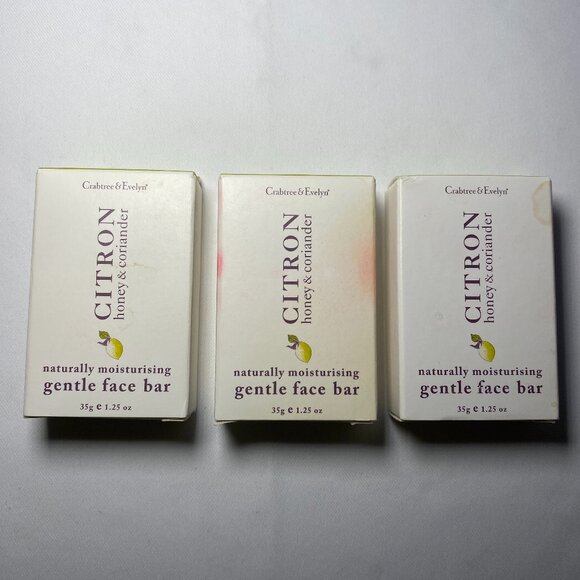 Crabtree & Evelyn®
CITRON
honey & coriander
naturally moisturising
gentle face bar
35g e 1.25 oz
Crabtree & Evelyn®
CITRON
honey & coriander
naturally moisturising
gentle face bar
35g e 1.25 oz
Crabtree & Evelyn®
CITRON
honey & coriander
naturally moisturising
gentle face bar
35g e 1.25 oz